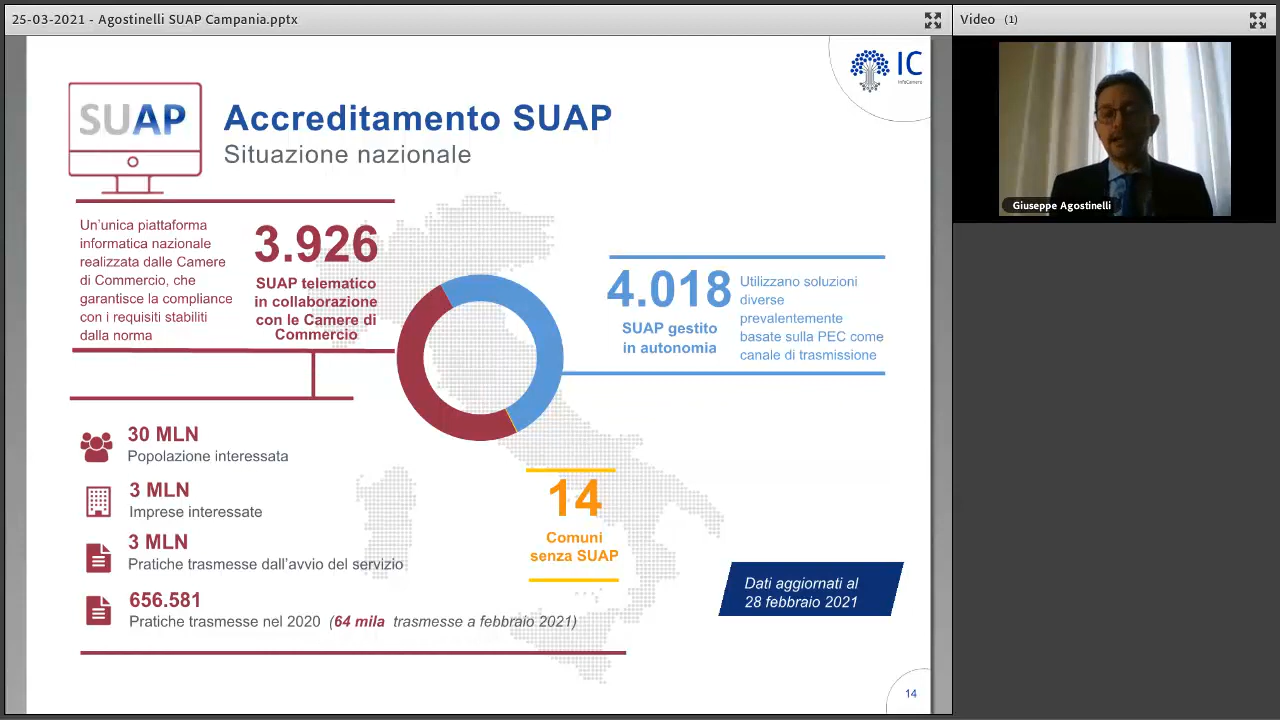 25-03-2021 - Agostinelli SUAP Campania.pptx
Video (1)
IC
InfoCamere
SUAP
Accreditamento SUAP
Situazione nazionale
Giuseppe Agostinelli
Un'unica piattaforma
informatica nazionale
realizzata dalle Camere
di Commercio, che
garantisce la compliance
con i requisiti stabiliti
dalla norma
3.926
SUAP telematico
in collaborazione
con le Camere di
Commercio
4.018
SUAP gestito
in autonomia
Utilizzano soluzioni
diverse
prevalentemente
basate sulla PEC come
canale di trasmissione
30 MLN
Popolazione interessata
3 MLN
Imprese interessate
3 MLN
Pratiche trasmesse dall'avvio del servizio
656.581
Pratiche trasmesse nel 2020 (64 mila trasmesse a febbraio 2021)
14
Comuni
senza SUAP
Dati aggiornati al
28 febbraio 2021
14